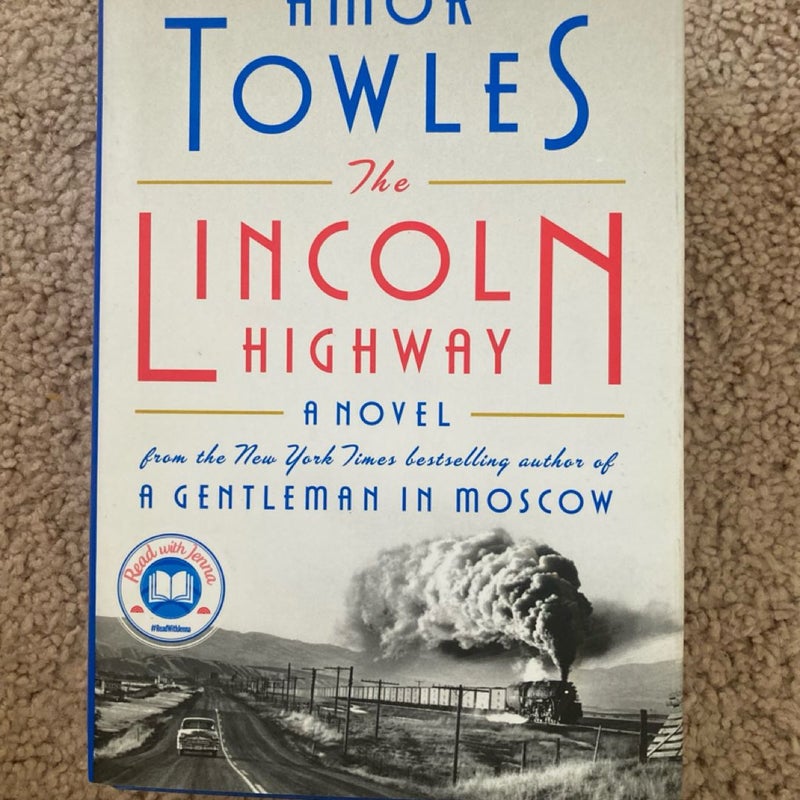 AMOR
TOWLES
The
LINCOLN
HIGHWAY
A NOVEL
from the New York Times bestselling author of
A GENTLEMAN IN MOSCOW
Read with Jenna
#ReadWithJenna